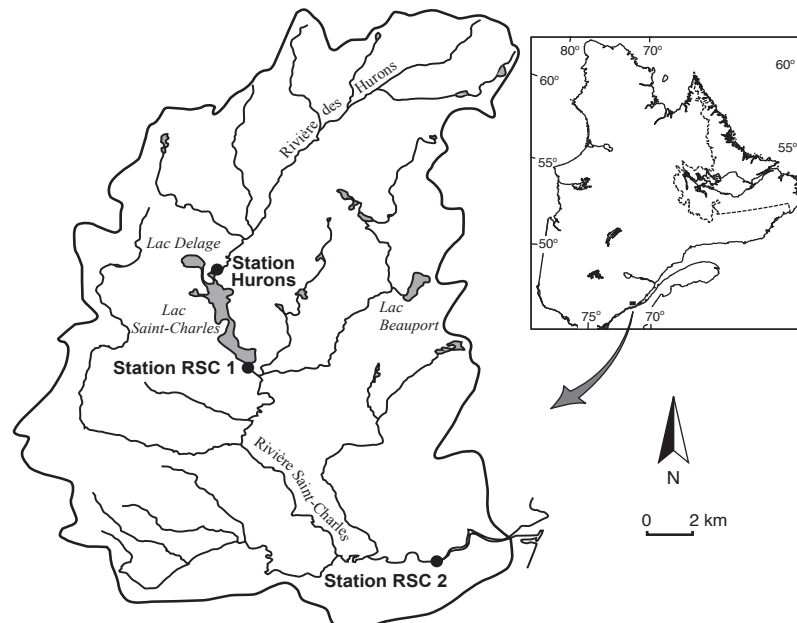 Rivière des Hurons
Lac Delage
Station
Hurons
Lac
Saint-Charles
Lac
Beauport
Station RSC 1
Rivière Saint-Charles
Station RSC 2
80°
70°
60°
60°
55°
55°
50°
75°
70°
N
0
2 km